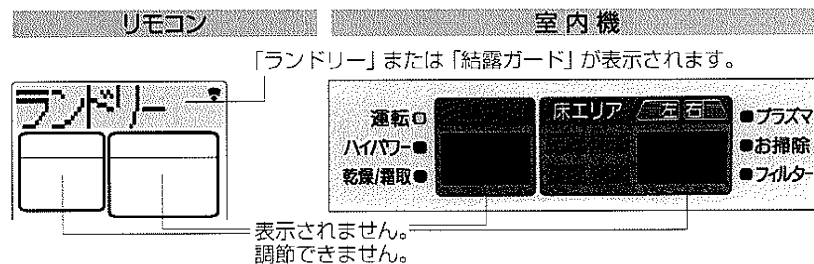 リモコン
室内機
「ランドリー」または「結露ガード」が表示されます。
ランドリー
運転
ハイパワー
乾燥/霜取
床エリア 左 右
プラズマ
お掃除
フィルター
表示されません。
調節できません。